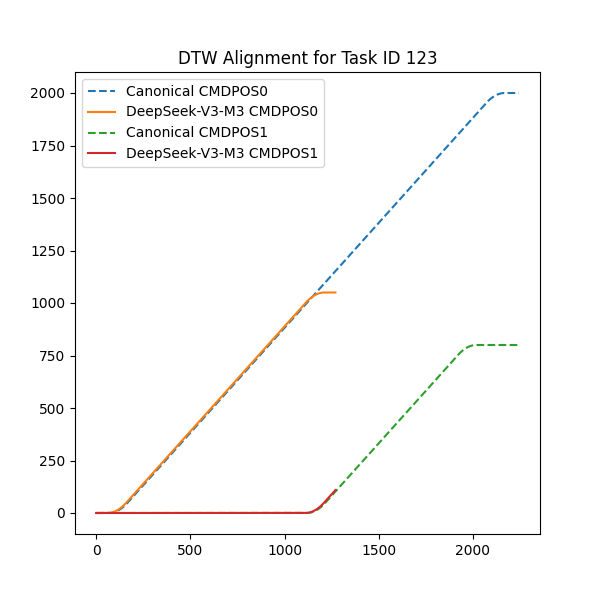 DTW Alignment for Task ID 123
Canonical CMDPOS0
DeepSeek-V3-M3 CMDPOS0
Canonical CMDPOS1
DeepSeek-V3-M3 CMDPOS1
2000
1750
1500
1250
1000
750
500
250
0
0 500 1000 1500 2000